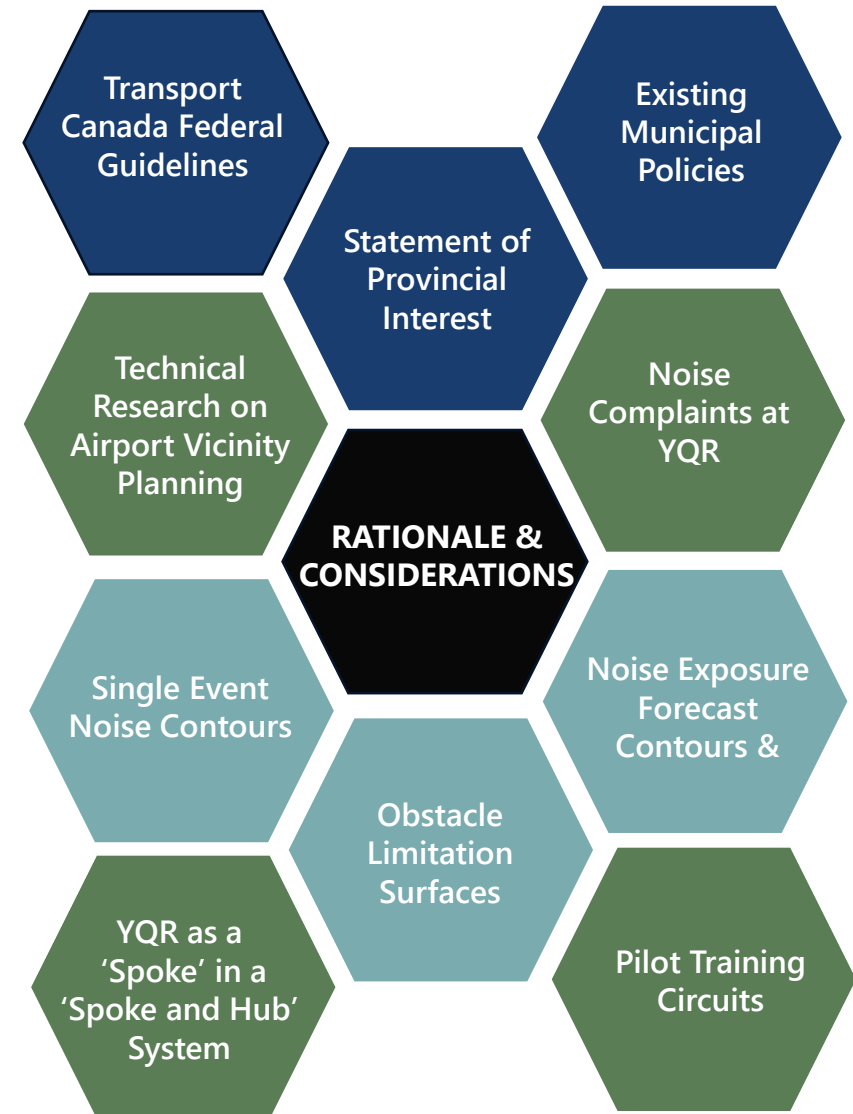 Transport
Canada Federal
Guidelines
Existing
Municipal
Policies
Statement of
Provincial
Interest
Technical
Research on
Airport Vicinity
Planning
Noise
Complaints at
YQR
RATIONALE &
CONSIDERATIONS
Single Event
Noise Contours
Noise Exposure
Forecast
Contours &
Obstacle
Limitation
Surfaces
YQR as a
‘Spoke’ in a
‘Spoke and Hub’
System
Pilot Training
Circuits